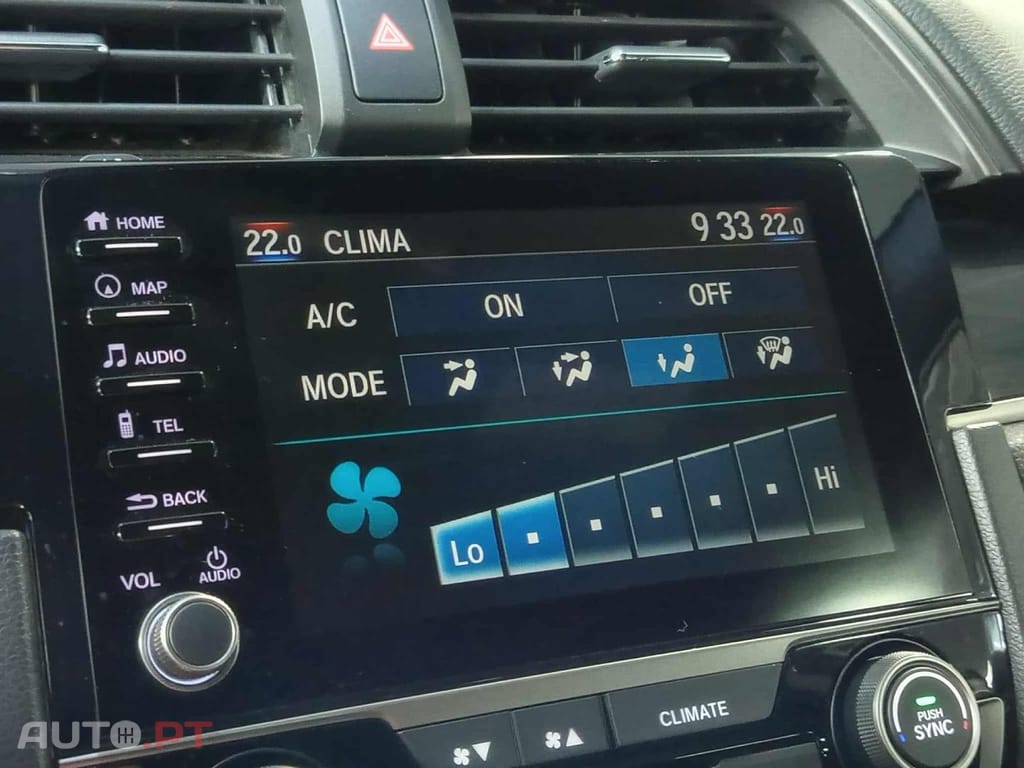 HOME
MAP
AUDIO
TEL
BACK
VOL
AUDIO
22.0 CLIMA 9 33 22.0
A/C ON OFF
MODE
Lo Hi
CLIMATE
PUSH
SYNC
AUTO.PT